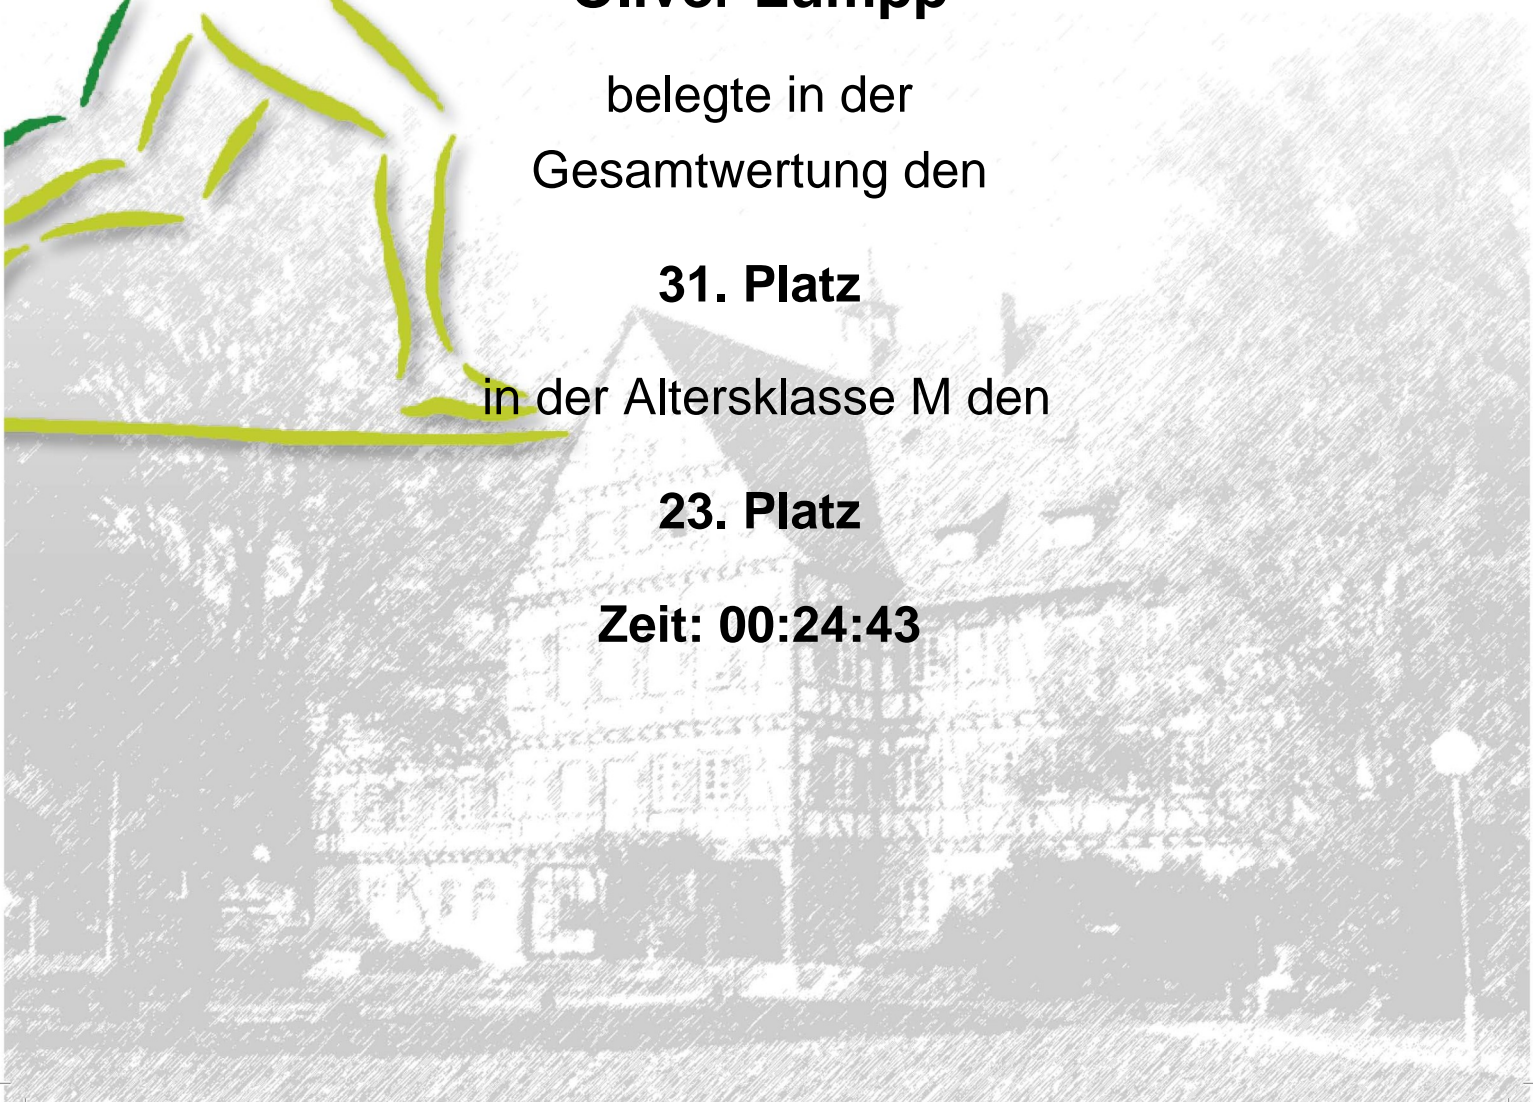 belegte in der
Gesamtwertung den
31. Platz
in der Altersklasse M den
23. Platz
Zeit: 00:24:43